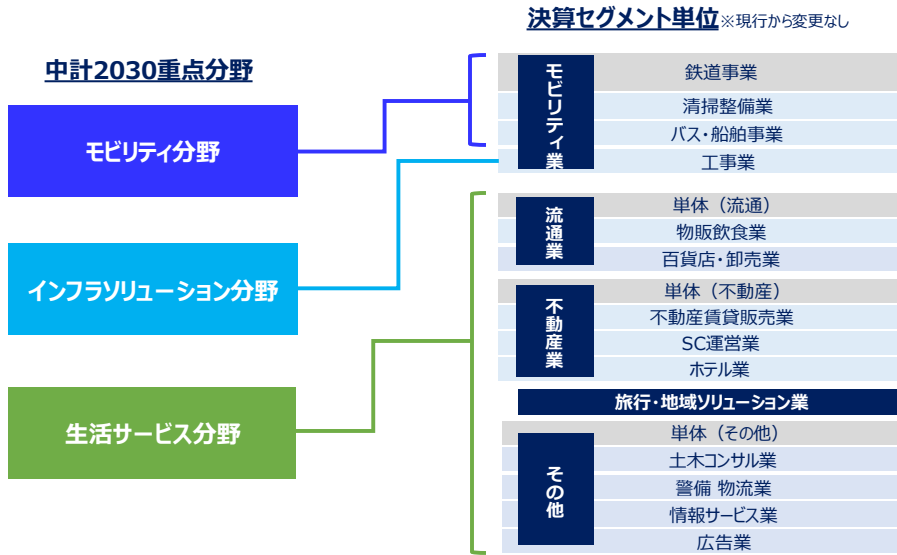 決算セグメント単位※現行から変更なし
中計2030重点分野
モビリティ分野
インフラソリューション分野
生活サービス分野
モビリティ業
鉄道事業
清掃整備業
バス・船舶事業
工事業
流通業
単体（流通）
物販飲食業
百貨店・卸売業
不動産業
単体（不動産）
不動産賃貸販売業
SC運営業
ホテル業
旅行・地域ソリューション業
その他
単体（その他）
土木コンサル業
警備 物流業
情報サービス業
広告業